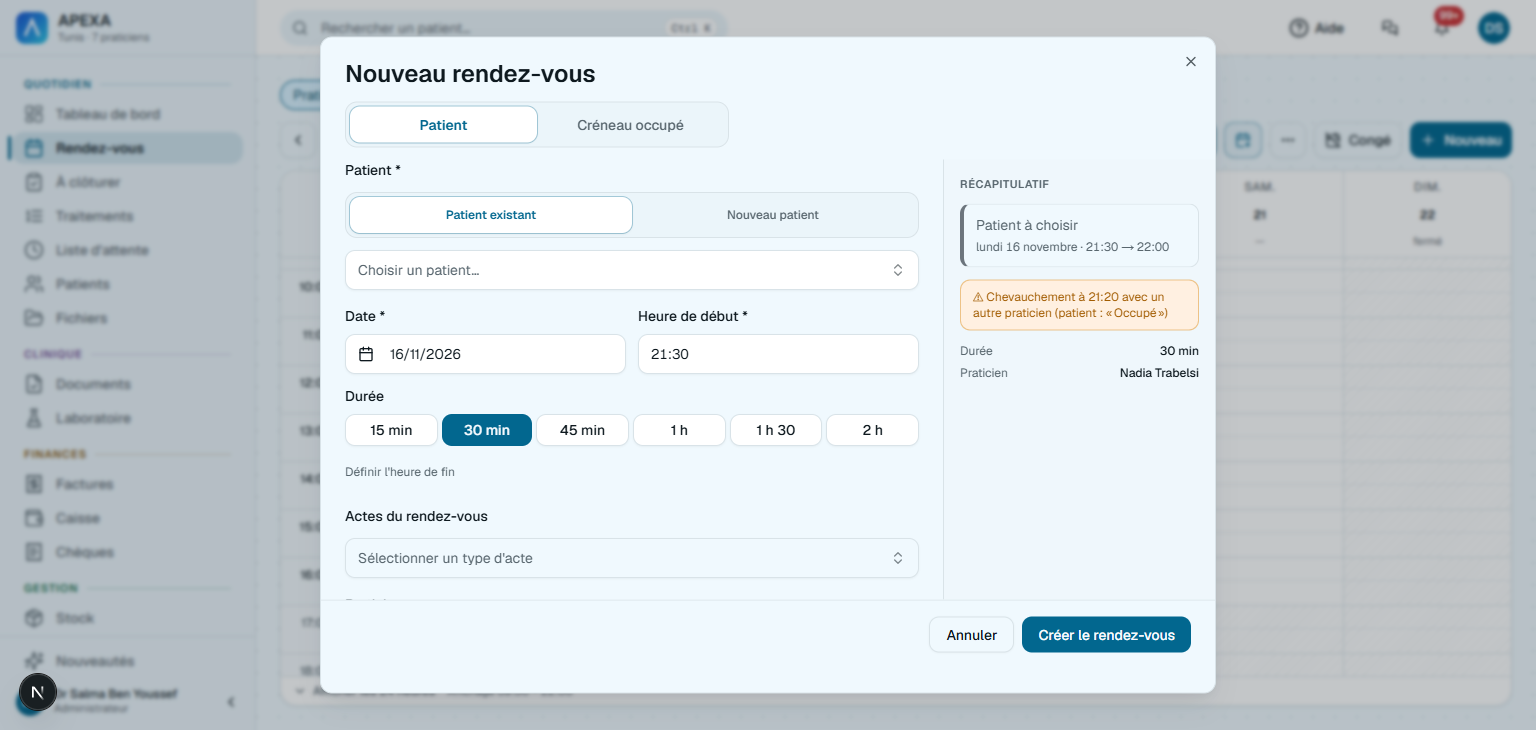 APEXA
Tunis · 7 praticiens
Rechercher un patient...
Ctrl K
Aide
99+
DS
QUOTIDIEN
Tableau de bord
Rendez-vous
À clôturer
Traitements
Liste d'attente
Patients
Fichiers
CLINIQUE
Documents
Laboratoire
FINANCES
Factures
Caisse
Chèques
GESTION
Stock
Nouveautés
Dr Salma Ben Youssef
Administrateur
N
Congé
+ Nouveau
SAM.
DIM.
21
22
fermé
Nouveau rendez-vous
Patient
Créneau occupé
Patient *
Patient existant
Nouveau patient
Choisir un patient...
Date *
Heure de début *
16/11/2026
21:30
Durée
15 min
30 min
45 min
1 h
1 h 30
2 h
Définir l'heure de fin
Actes du rendez-vous
Sélectionner un type d'acte
RÉCAPITULATIF
Patient à choisir
lundi 16 novembre · 21:30 → 22:00
⚠ Chevauchement à 21:20 avec un
autre praticien (patient : « Occupé »)
Durée
30 min
Praticien
Nadia Trabelsi
Annuler
Créer le rendez-vous